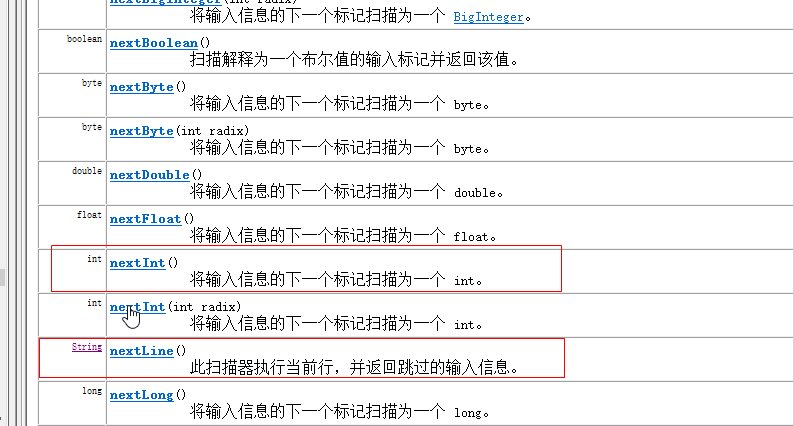 nextBigInteger(int radix)
将输入信息的下一个标记扫描为一个 BigInteger。
boolean nextBoolean()
扫描解释为一个布尔值的输入标记并返回该值。
byte nextByte()
将输入信息的下一个标记扫描为一个 byte。
byte nextByte(int radix)
将输入信息的下一个标记扫描为一个 byte。
double nextDouble()
将输入信息的下一个标记扫描为一个 double。
float nextFloat()
将输入信息的下一个标记扫描为一个 float。
int nextInt()
将输入信息的下一个标记扫描为一个 int。
int nextInt(int radix)
将输入信息的下一个标记扫描为一个 int。
String nextLine()
此扫描器执行当前行，并返回跳过的输入信息。
long nextLong()
将输入信息的下一个标记扫描为一个 long。